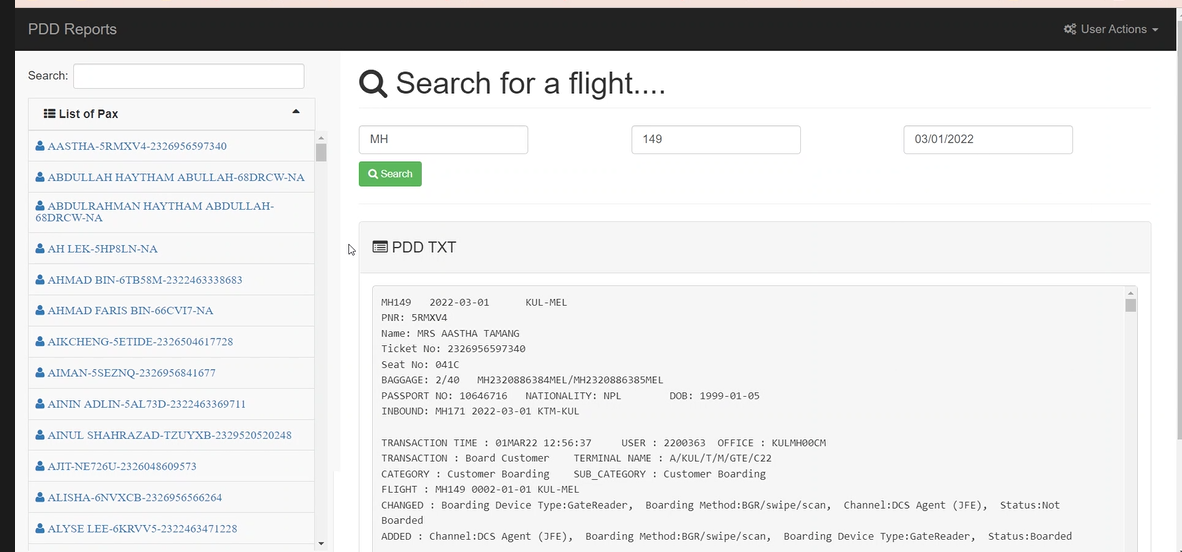 PDD Reports
User Actions
Search:
List of Pax
AASTHA-5RMXV4-2326956597340
ABDULLAH HAYTHAM ABULLAH-68DRCW-NA
ABDULRAHMAN HAYTHAM ABDULLAH-
68DRCW-NA
AH LEK-5HP8LN-NA
AHMAD BIN-6TB58M-2322463338683
AHMAD FARIS BIN-66CVI7-NA
AIKCHENG-5ETIDE-2326504617728
AIMAN-5SEZNQ-2326956841677
AININ ADLIN-5AL73D-2322463369711
AINUL SHAHRAZAD-TZUYXB-2329520520248
AJIT-NE726U-2326048609573
ALISHA-6NVXCB-2326956566264
ALYSE LEE-6KRVV5-2322463471228
Search for a flight....
MH
149
03/01/2022
Search
PDD TXT
MH149 2022-03-01 KUL-MEL
PNR: 5RMXV4
Name: MRS AASTHA TAMANG
Ticket No: 2326956597340
Seat No: 041C
BAGGAGE: 2/40 MH2320886384MEL/MH2320886385MEL
PASSPORT NO: 10646716 NATIONALITY: NPL DOB: 1999-01-05
INBOUND: MH171 2022-03-01 KTM-KUL
TRANSACTION TIME : 01MAR22 12:56:37 USER : 2200363 OFFICE : KULMH00CM
TRANSACTION : Board Customer TERMINAL NAME : A/KUL/T/M/GTE/C22
CATEGORY : Customer Boarding SUB_CATEGORY : Customer Boarding
FLIGHT : MH149 0002-01-01 KUL-MEL
CHANGED : Boarding Device Type:GateReader, Boarding Method:BGR/swipe/scan, Channel:DCS Agent (JFE), Status:Not
Boarded
ADDED : Channel:DCS Agent (JFE), Boarding Method:BGR/swipe/scan, Boarding Device Type:GateReader, Status:Boarded